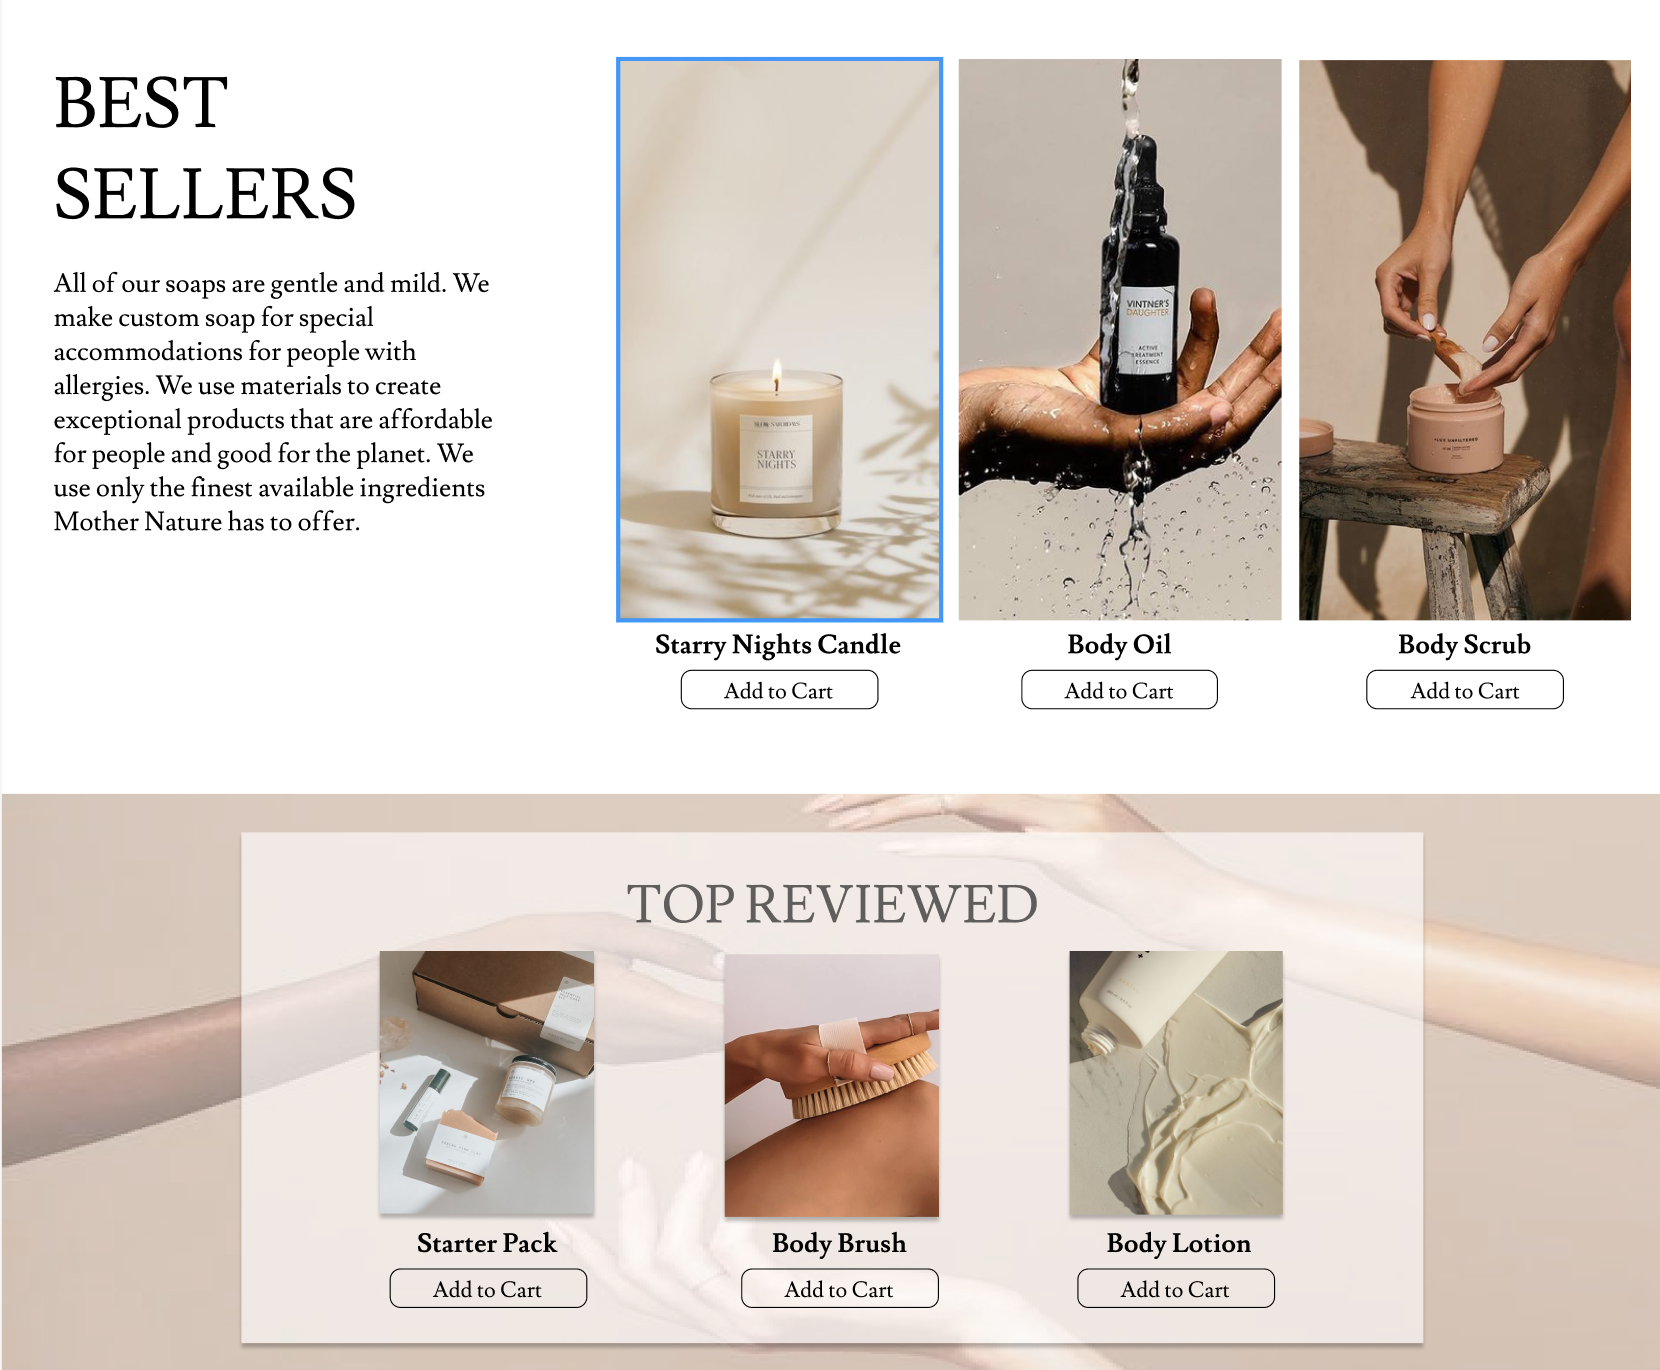 BEST
SELLERS
All of our soaps are gentle and mild. We
make custom soap for special
accommodations for people with
allergies. We use materials to create
exceptional products that are affordable
for people and good for the planet. We
use only the finest available ingredients
Mother Nature has to offer.
STARRY
NIGHTS
Starry Nights Candle
Add to Cart
VINTNER'S
DAUGHTER
ACTIVE
TREATMENT
ESSENCE
Body Oil
Add to Cart
UNFILTERED
Body Scrub
Add to Cart
TOP REVIEWED
Starter Pack
Add to Cart
Body Brush
Add to Cart
Body Lotion
Add to Cart